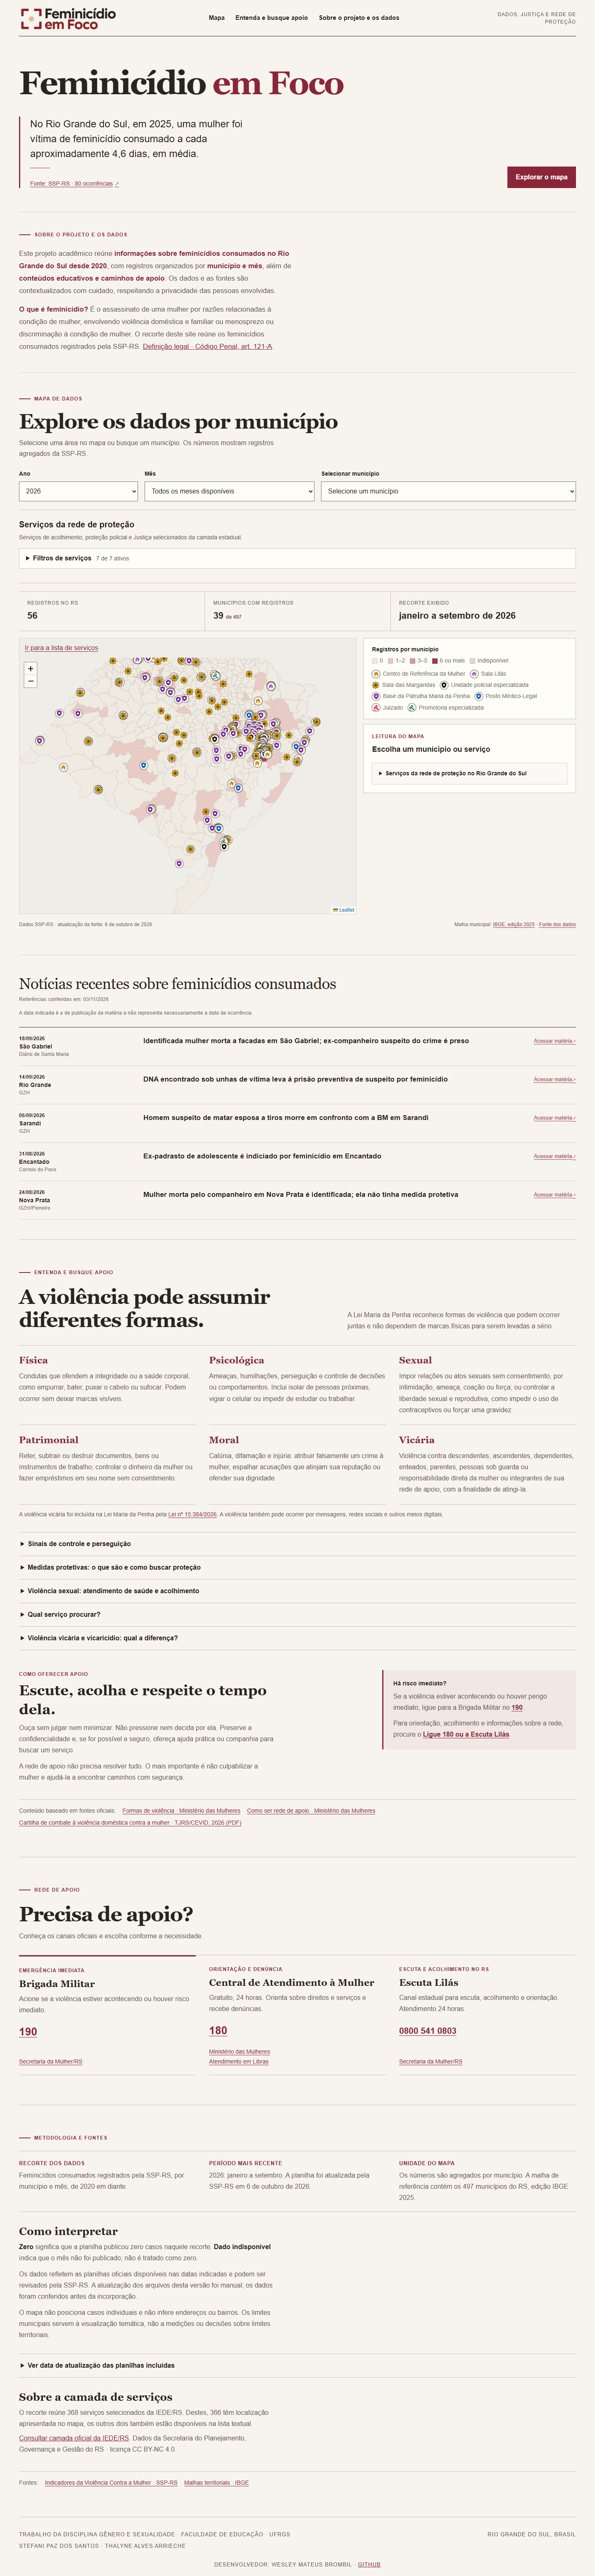 Feminicídio
em Foco
Mapa
Entenda e busque apoio
Sobre o projeto e os dados
DADOS, JUSTIÇA E REDE DE
PROTEÇÃO
Feminicídio em Foco
No Rio Grande do Sul, em 2025, uma mulher foi
vítima de feminicídio consumado a cada
aproximadamente 4,6 dias, em média.
Fonte: SSP-RS · 80 ocorrências ↗
Explorar o mapa
SOBRE O PROJETO E OS DADOS
Este projeto acadêmico reúne informações sobre feminicídios consumados no Rio
Grande do Sul desde 2020, com registros organizados por município e mês, além de
conteúdos educativos e caminhos de apoio. Os dados e as fontes são
contextualizados com cuidado, respeitando a privacidade das pessoas envolvidas.
O que é feminicídio? É o assassinato de uma mulher por razões relacionadas à
condição de mulher, envolvendo violência doméstica e familiar ou menosprezo ou
discriminação à condição de mulher. O recorte deste site reúne os feminicídios
consumados registrados pela SSP-RS. Definição legal · Código Penal, art. 121-A.
MAPA DE DADOS
Explore os dados por município
Selecione uma área no mapa ou busque um município. Os números mostram registros
agregados da SSP-RS.
Ano
Mês
Selecionar município
2026
Todos os meses disponíveis
Selecione um município
Serviços da rede de proteção
Serviços de acolhimento, proteção policial e Justiça selecionados da camada estadual.
Filtros de serviços 7 de 7 ativos
REGISTROS NO RS
56
MUNICÍPIOS COM REGISTROS
39 de 497
RECORTE EXIBIDO
janeiro a setembro de 2026
Ir para a lista de serviços
+
−
Leaflet
Registros por município
0 1–2 3–5 6 ou mais Indisponível
Centro de Referência da Mulher Sala Lilás
Sala das Margaridas Unidade policial especializada
Base da Patrulha Maria da Penha Posto Médico-Legal
Juizado Promotoria especializada
LEITURA DO MAPA
Escolha um município ou serviço
Serviços da rede de proteção no Rio Grande do Sul
Dados SSP-RS · atualização da fonte: 6 de outubro de 2026
Malha municipal: IBGE, edição 2025 · Fonte dos dados
Notícias recentes sobre feminicídios consumados
Referências conferidas em: 03/11/2026
A data indicada é a de publicação da matéria e não representa necessariamente a data da ocorrência.
18/09/2026
São Gabriel
Diário de Santa Maria
Identificada mulher morta a facadas em São Gabriel; ex-companheiro suspeito do crime é preso
Acessar matéria ↗
14/09/2026
Rio Grande
GZH
DNA encontrado sob unhas de vítima leva à prisão preventiva de suspeito por feminicídio
Acessar matéria ↗
06/09/2026
Sarandi
GZH
Homem suspeito de matar esposa a tiros morre em confronto com a BM em Sarandi
Acessar matéria ↗
31/08/2026
Encantado
Correio do Povo
Ex-padrasto de adolescente é indiciado por feminicídio em Encantado
Acessar matéria ↗
24/08/2026
Nova Prata
GZH/Pioneiro
Mulher morta pelo companheiro em Nova Prata é identificada; ela não tinha medida protetiva
Acessar matéria ↗
ENTENDA E BUSQUE APOIO
A violência pode assumir
diferentes formas.
A Lei Maria da Penha reconhece formas de violência que podem ocorrer
juntas e não dependem de marcas físicas para serem levadas a sério.
Física
Condutas que ofendem a integridade ou a saúde corporal,
como empurrar, bater, puxar o cabelo ou sufocar. Podem
ocorrer sem deixar marcas visíveis.
Psicológica
Ameaças, humilhações, perseguição e controle de decisões
ou comportamentos. Inclui isolar de pessoas próximas,
vigiar o celular ou impedir de estudar ou trabalhar.
Sexual
Impor relações ou atos sexuais sem consentimento, por
intimidação, ameaça, coação ou força; ou controlar a
liberdade sexual e reprodutiva, como impedir o uso de
contraceptivos ou forçar uma gravidez.
Patrimonial
Reter, subtrair ou destruir documentos, bens ou
instrumentos de trabalho, controlar o dinheiro da mulher ou
fazer empréstimos em seu nome sem consentimento.
Moral
Calúnia, difamação e injúria: atribuir falsamente um crime à
mulher, espalhar acusações que atinjam sua reputação ou
ofender sua dignidade.
Vicária
Violência contra descendentes, ascendentes, dependentes,
enteados, parentes, pessoas sob guarda ou
responsabilidade direta da mulher ou integrantes de sua
rede de apoio, com a finalidade de atingi-la.
A violência vicária foi incluída na Lei Maria da Penha pela Lei nº 15.384/2026. A violência também pode ocorrer por mensagens, redes sociais e outros meios digitais.
Sinais de controle e perseguição
Medidas protetivas: o que são e como buscar proteção
Violência sexual: atendimento de saúde e acolhimento
Qual serviço procurar?
Violência vicária e vicaricídio: qual a diferença?
COMO OFERECER APOIO
Escute, acolha e respeite o tempo
dela.
Ouça sem julgar nem minimizar. Não pressione nem decida por ela. Preserve a
confidencialidade e, se for possível e seguro, ofereça ajuda prática ou companhia para
buscar um serviço.
A rede de apoio não precisa resolver tudo. O mais importante é não culpabilizar a
mulher e ajudá-la a encontrar caminhos com segurança.
Há risco imediato?
Se a violência estiver acontecendo ou houver perigo
imediato, ligue para a Brigada Militar no 190.
Para orientação, acolhimento e informações sobre a rede,
procure o Ligue 180 ou a Escuta Lilás.
Conteúdo baseado em fontes oficiais: Formas de violência · Ministério das Mulheres Como ser rede de apoio · Ministério das Mulheres
Cartilha de combate à violência doméstica contra a mulher · TJRS/CEVID, 2026 (PDF)
REDE DE APOIO
Precisa de apoio?
Conheça os canais oficiais e escolha conforme a necessidade.
EMERGÊNCIA IMEDIATA
Brigada Militar
Acione se a violência estiver acontecendo ou houver risco
imediato.
190
Secretaria da Mulher/RS
ORIENTAÇÃO E DENÚNCIA
Central de Atendimento à Mulher
Gratuito, 24 horas. Orienta sobre direitos e serviços e
recebe denúncias.
180
Ministério das Mulheres
Atendimento em Libras
ESCUTA E ACOLHIMENTO NO RS
Escuta Lilás
Canal estadual para escuta, acolhimento e orientação.
Atendimento 24 horas.
0800 541 0803
Secretaria da Mulher/RS
METODOLOGIA E FONTES
RECORTE DOS DADOS
Feminicídios consumados registrados pela SSP-RS, por
município e mês, de 2020 em diante.
PERÍODO MAIS RECENTE
2026: janeiro a setembro. A planilha foi atualizada pela
SSP-RS em 6 de outubro de 2026.
UNIDADE DO MAPA
Os números são agregados por município. A malha de
referência contém os 497 municípios do RS, edição IBGE
2025.
Como interpretar
Zero significa que a planilha publicou zero casos naquele recorte. Dado indisponível
indica que o mês não foi publicado; não é tratado como zero.
Os dados refletem as planilhas oficiais disponíveis nas datas indicadas e podem ser
revisados pela SSP-RS. A atualização dos arquivos desta versão foi manual; os dados
foram conferidos antes da incorporação.
O mapa não posiciona casos individuais e não infere endereços ou bairros. Os limites
municipais servem à visualização temática, não a medições ou decisões sobre limites
territoriais.
Ver data de atualização das planilhas incluídas
Sobre a camada de serviços
O recorte reúne 368 serviços selecionados da IEDE/RS. Destes, 366 têm localização
apresentada no mapa; os outros dois também estão disponíveis na lista textual.
Consultar camada oficial da IEDE/RS. Dados da Secretaria do Planejamento,
Governança e Gestão do RS · licença CC BY-NC 4.0.
Fontes: Indicadores da Violência Contra a Mulher · SSP-RS Malhas territoriais · IBGE
TRABALHO DA DISCIPLINA GÊNERO E SEXUALIDADE · FACULDADE DE EDUCAÇÃO · UFRGS
STEFANI PAZ DOS SANTOS · THALYNE ALVES ARRIECHE
RIO GRANDE DO SUL, BRASIL
DESENVOLVEDOR: WESLEY MATEUS BROMBIL · GITHUB